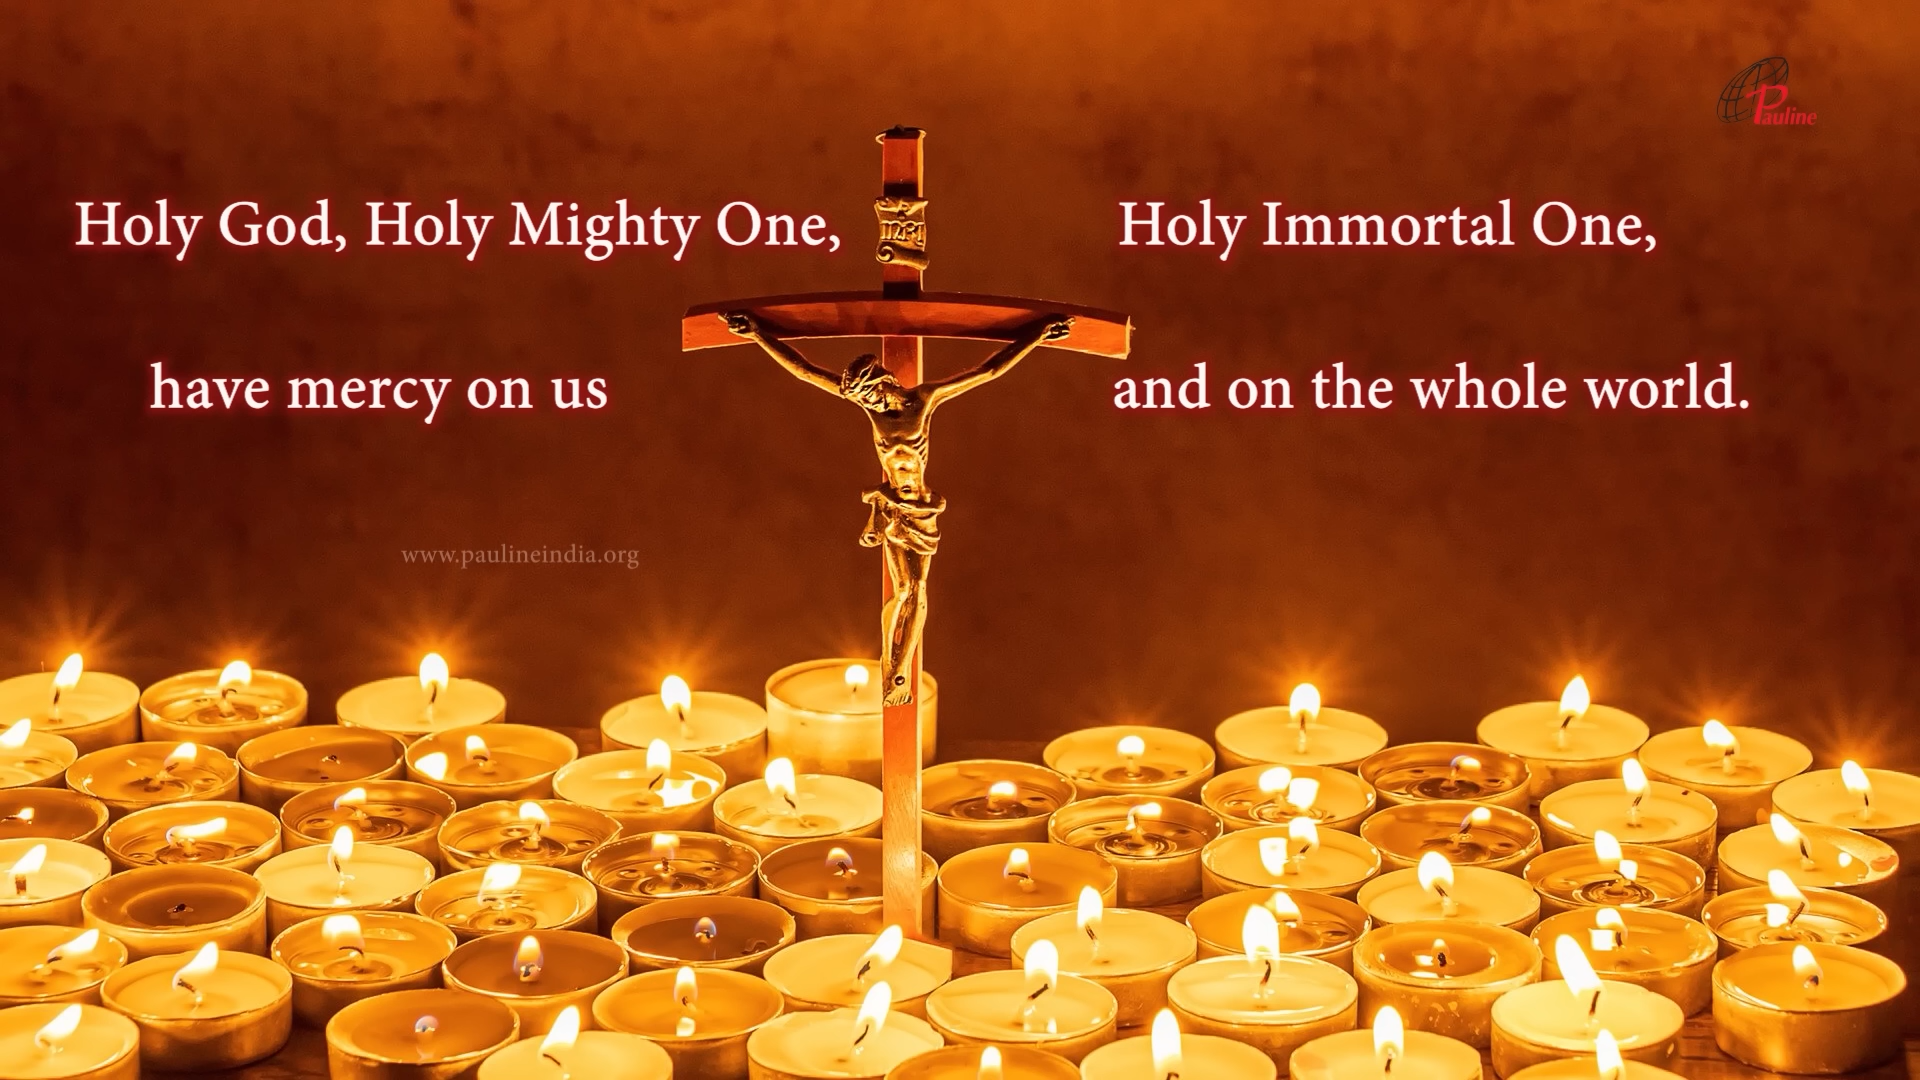 Pauline
Holy God, Holy Mighty One,
INRI
Holy Immortal One,
have mercy on us
and on the whole world.
www.paulineindia.org